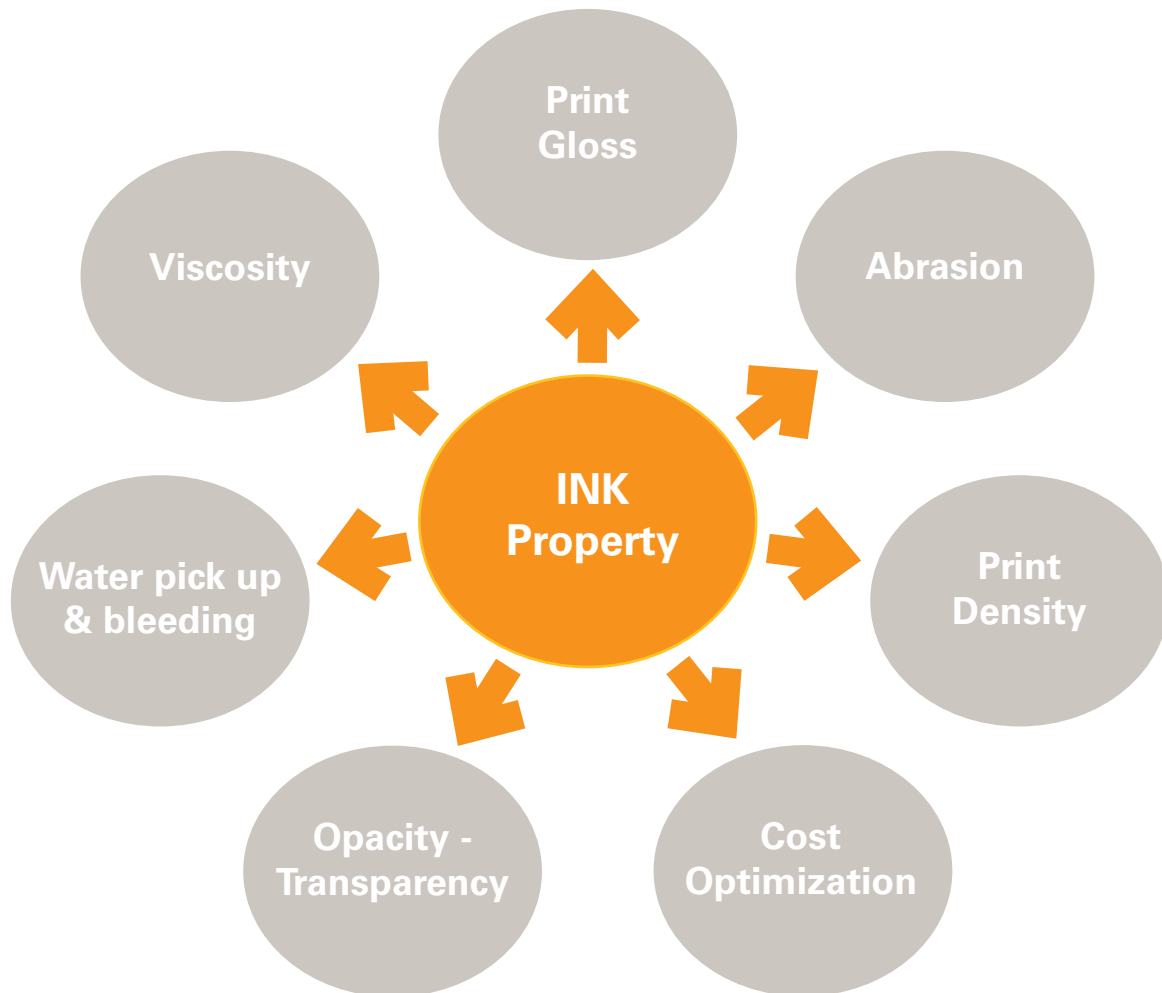 Print
Gloss
Viscosity
Abrasion
INK
Property
Water pick up
& bleeding
Print
Density
Opacity -
Transparency
Cost
Optimization